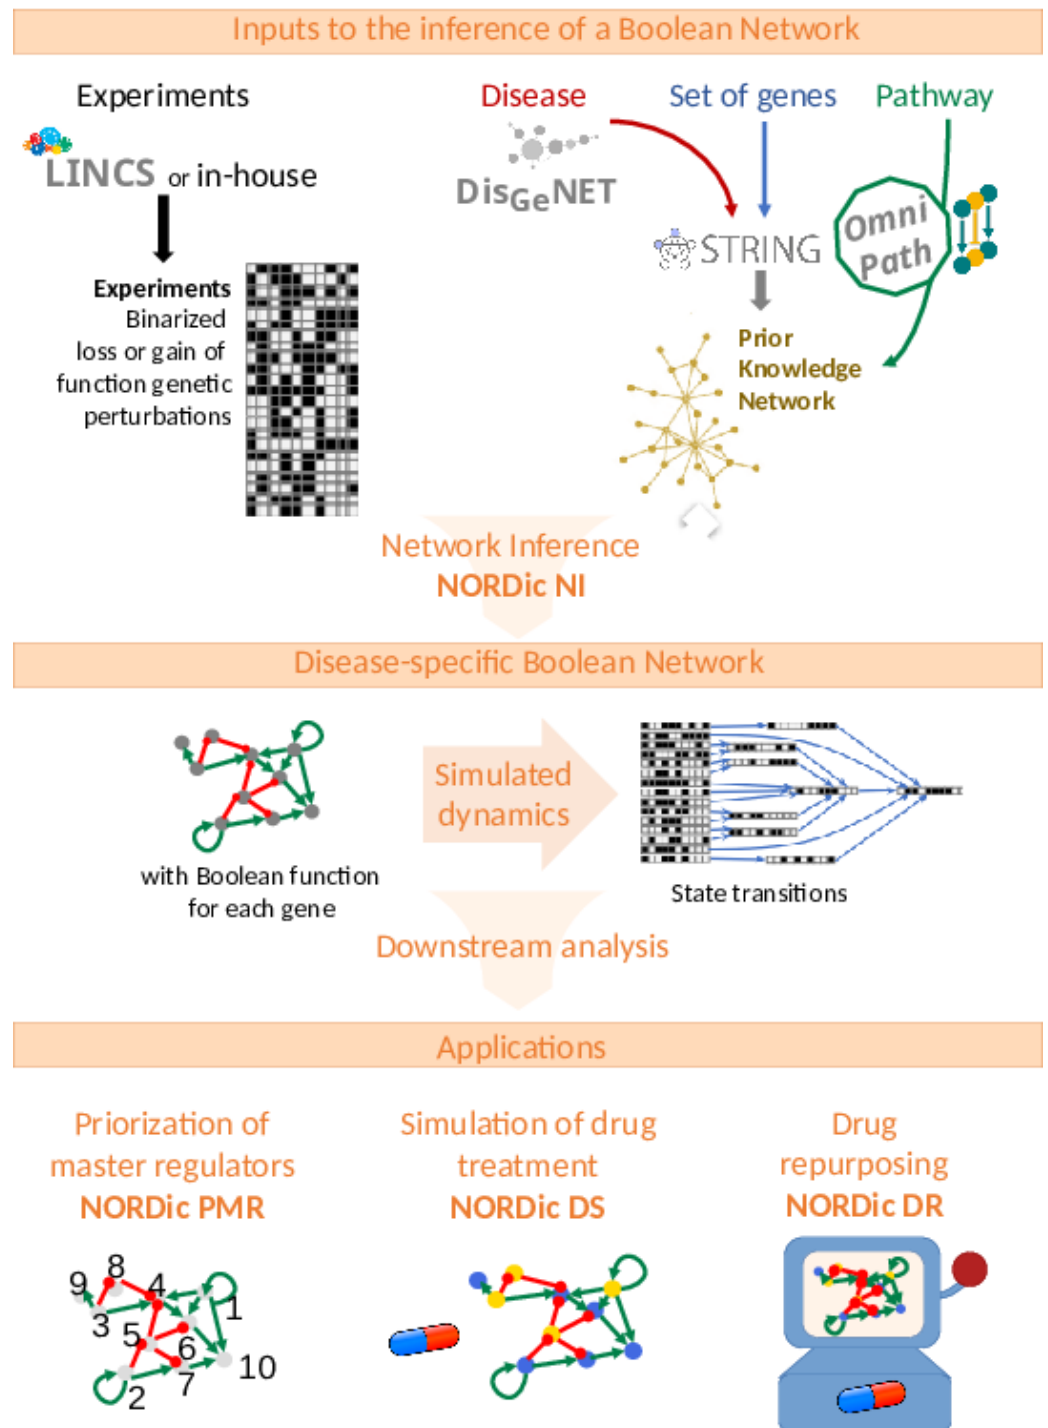 Inputs to the inference of a Boolean Network
Experiments
Disease
Set of genes
Pathway
LINCS or in-house
DisGeNET
STRING
Omni
Path
Experiments
Binarized
loss or gain of
function genetic
perturbations
Prior
Knowledge
Network
Network Inference
NORDic NI
Disease-specific Boolean Network
Simulated
dynamics
with Boolean function
for each gene
State transitions
Downstream analysis
Applications
Priorization of
master regulators
NORDic PMR
Simulation of drug
treatment
NORDic DS
Drug
repurposing
NORDic DR
8
9
4
3
1
5
6
10
7
2